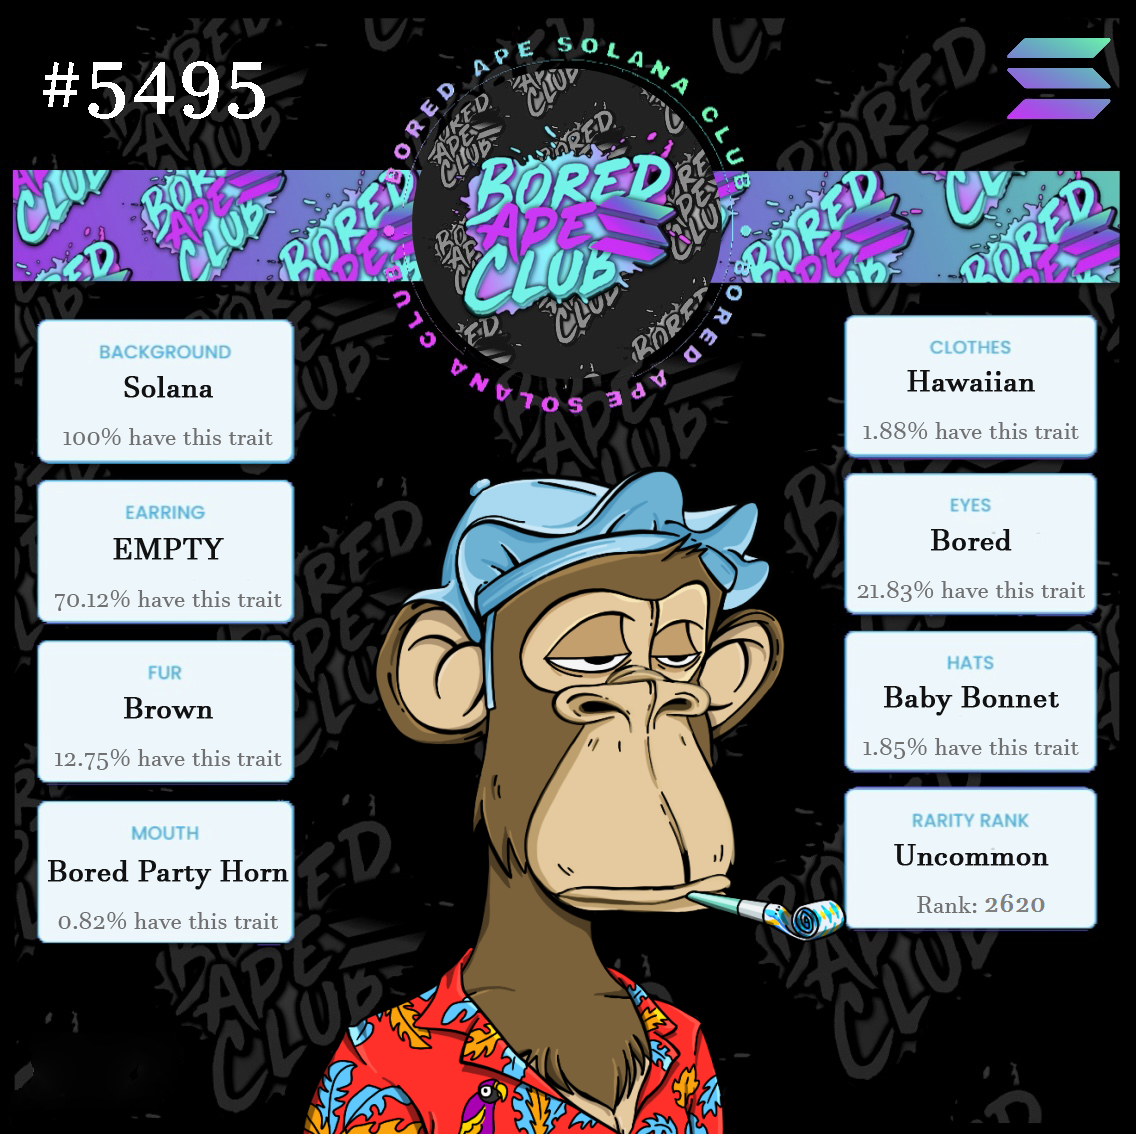 #5495
BORED APE SOLANA CLUB
BORED APE SOLANA CLUB
BORED
APE
CLUB
BACKGROUND
Solana
100% have this trait
EARRING
EMPTY
70.12% have this trait
FUR
Brown
12.75% have this trait
MOUTH
Bored Party Horn
0.82% have this trait
CLOTHES
Hawaiian
1.88% have this trait
EYES
Bored
21.83% have this trait
HATS
Baby Bonnet
1.85% have this trait
RARITY RANK
Uncommon
Rank: 2620